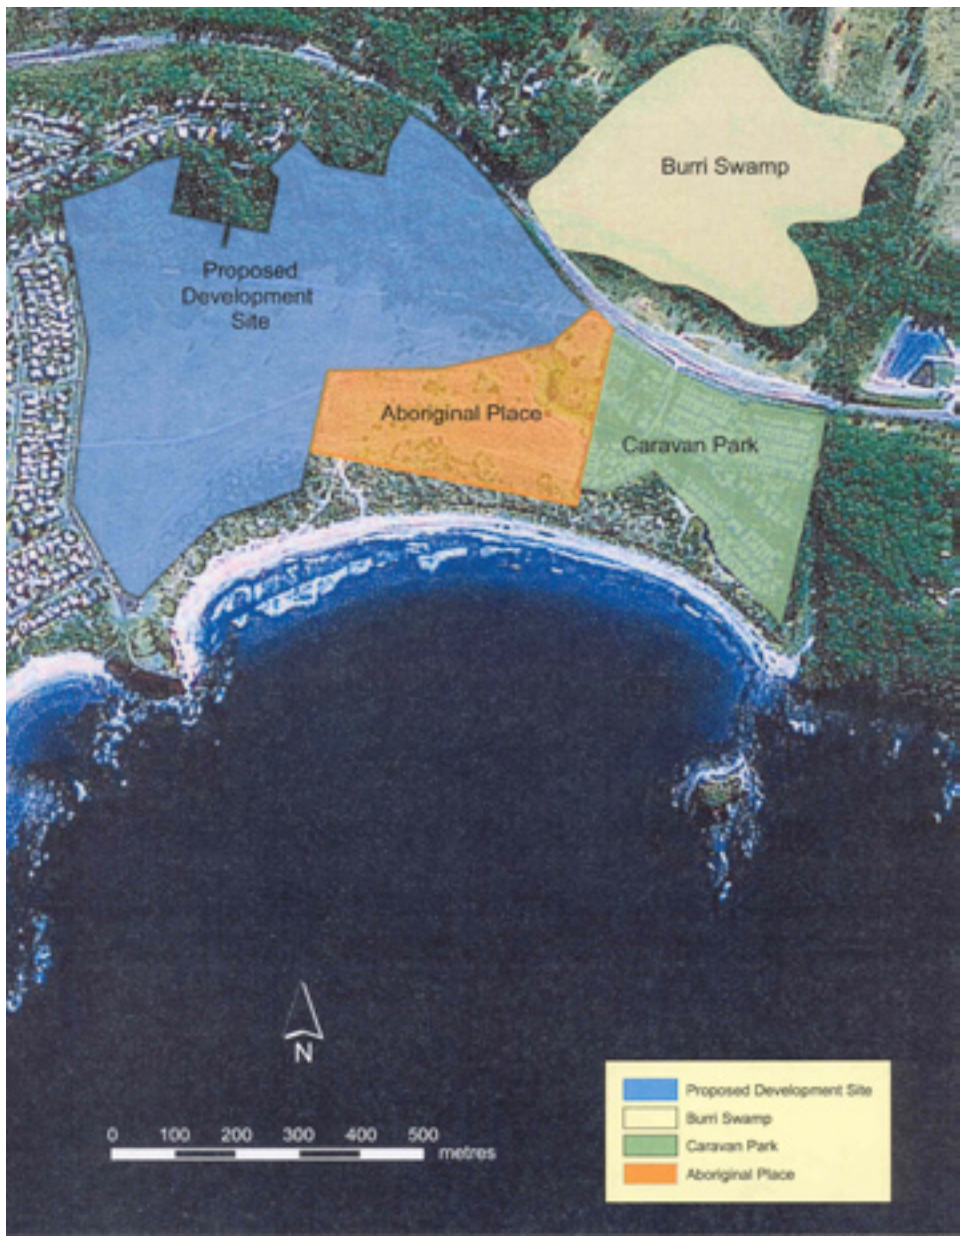 Burri Swamp
Proposed
Development
Site
Aboriginal Place
Caravan Park
N
0 100 200 300 400 500
metres
Proposed Development Site
Burri Swamp
Caravan Park
Aboriginal Place